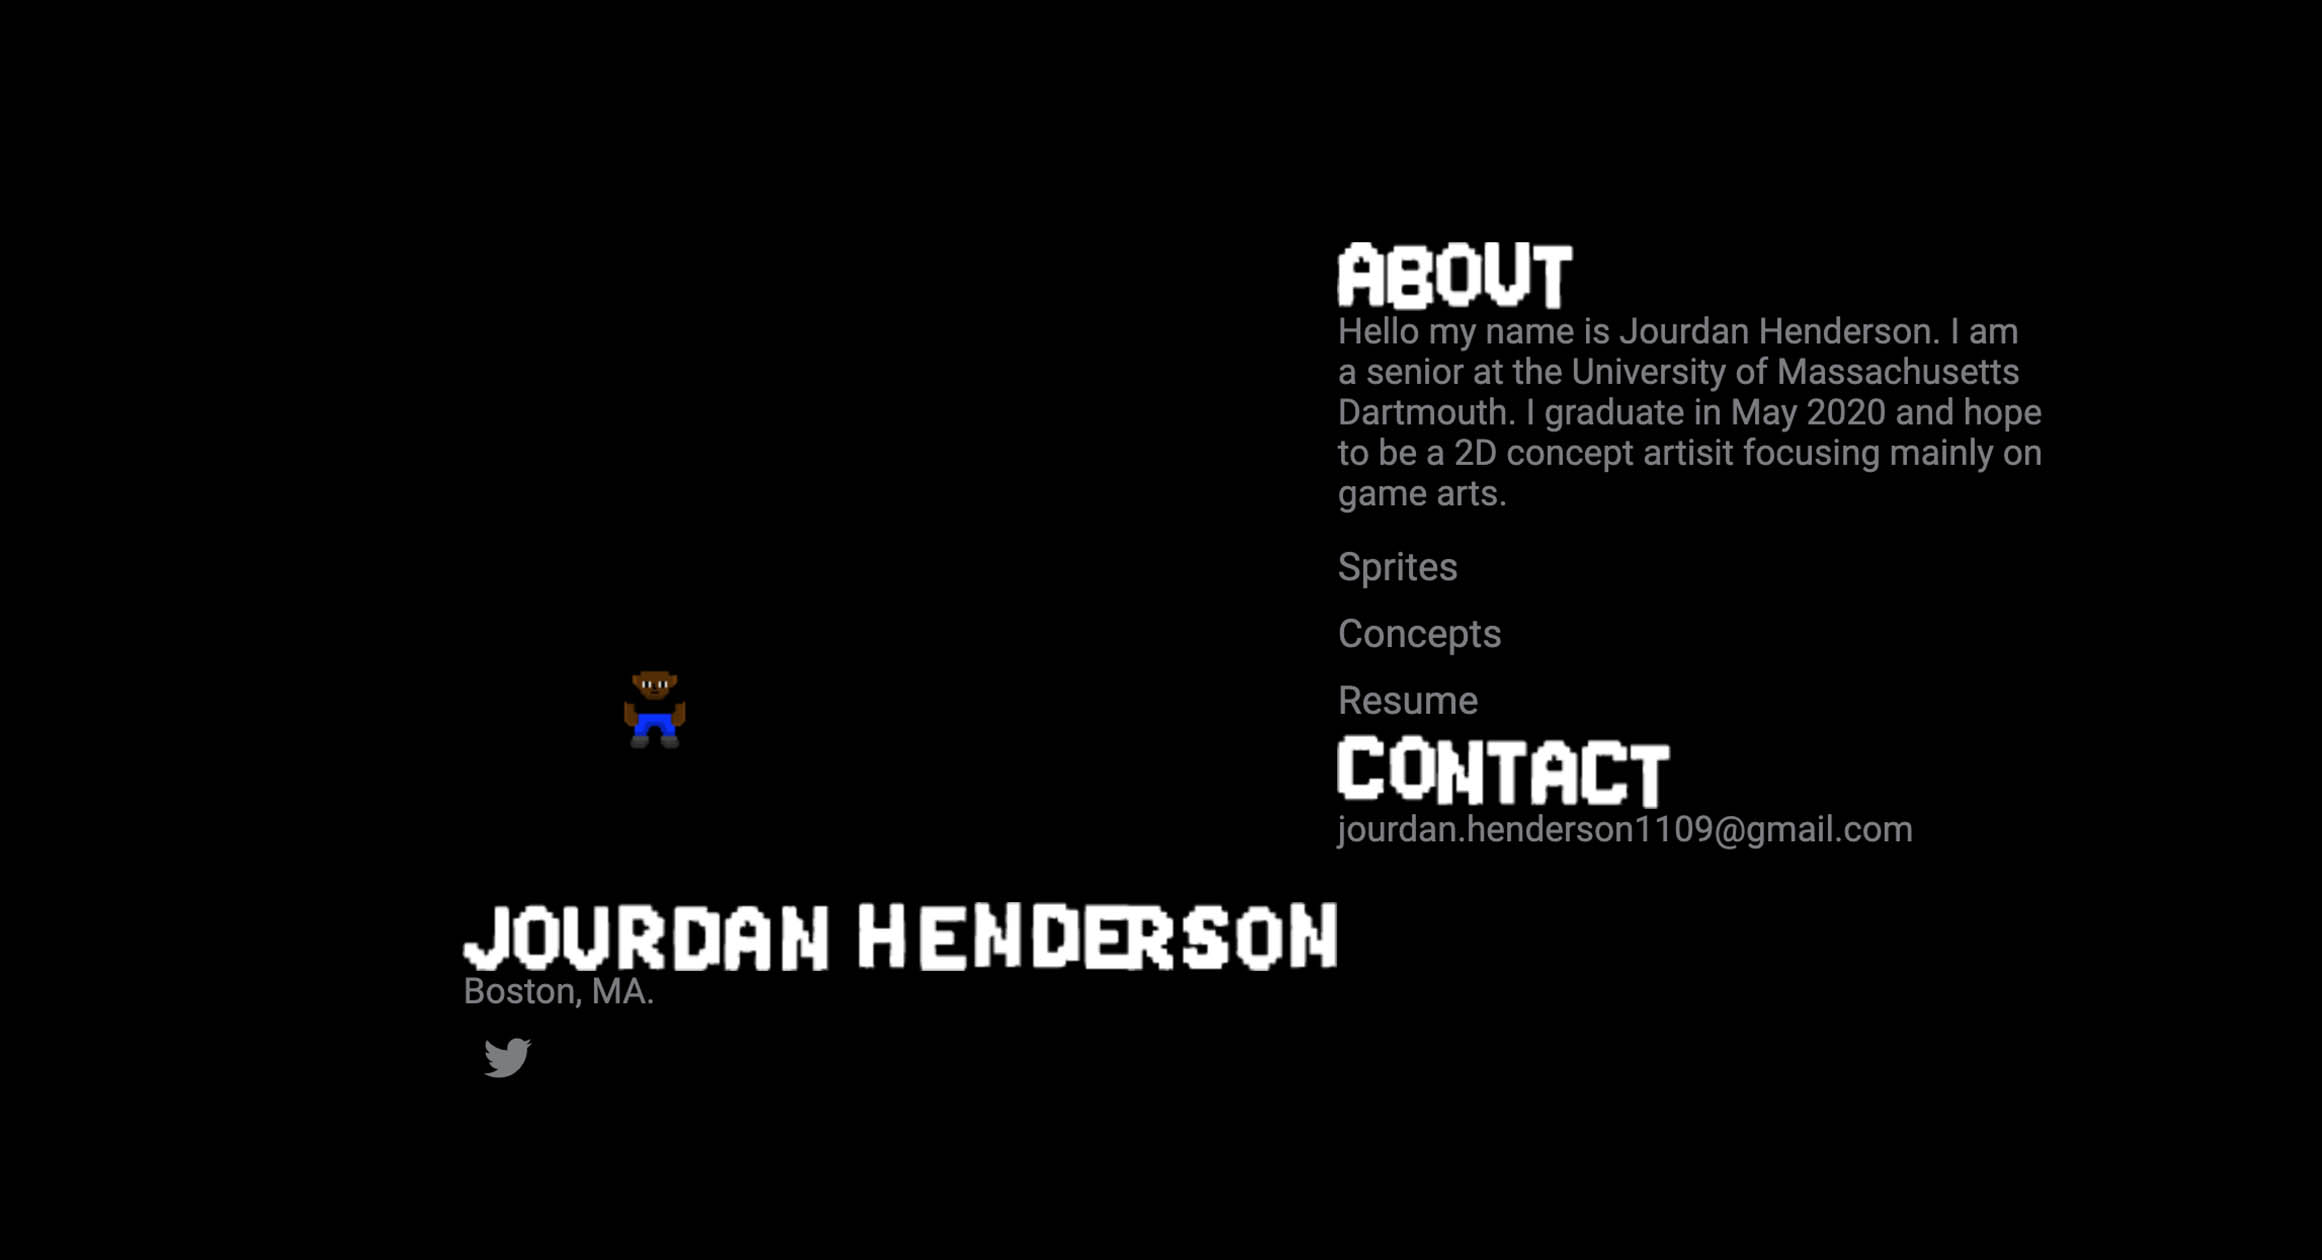 ABOUT
Hello my name is Jourdan Henderson. I am
a senior at the University of Massachusetts
Dartmouth. I graduate in May 2020 and hope
to be a 2D concept artisit focusing mainly on
game arts.
Sprites
Concepts
Resume
CONTACT
jourdan.henderson1109@gmail.com
JOURDAN HENDERSON
Boston, MA.